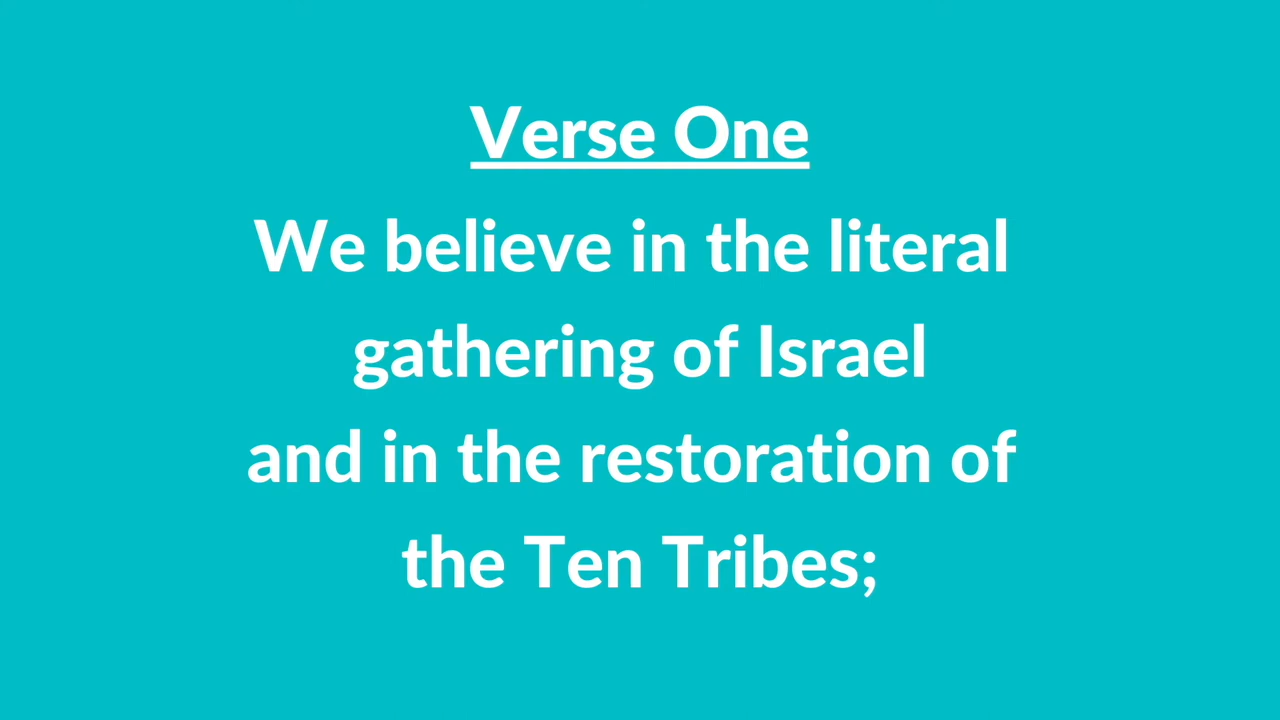 Verse One
We believe in the literal
gathering of Israel
and in the restoration of
the Ten Tribes;